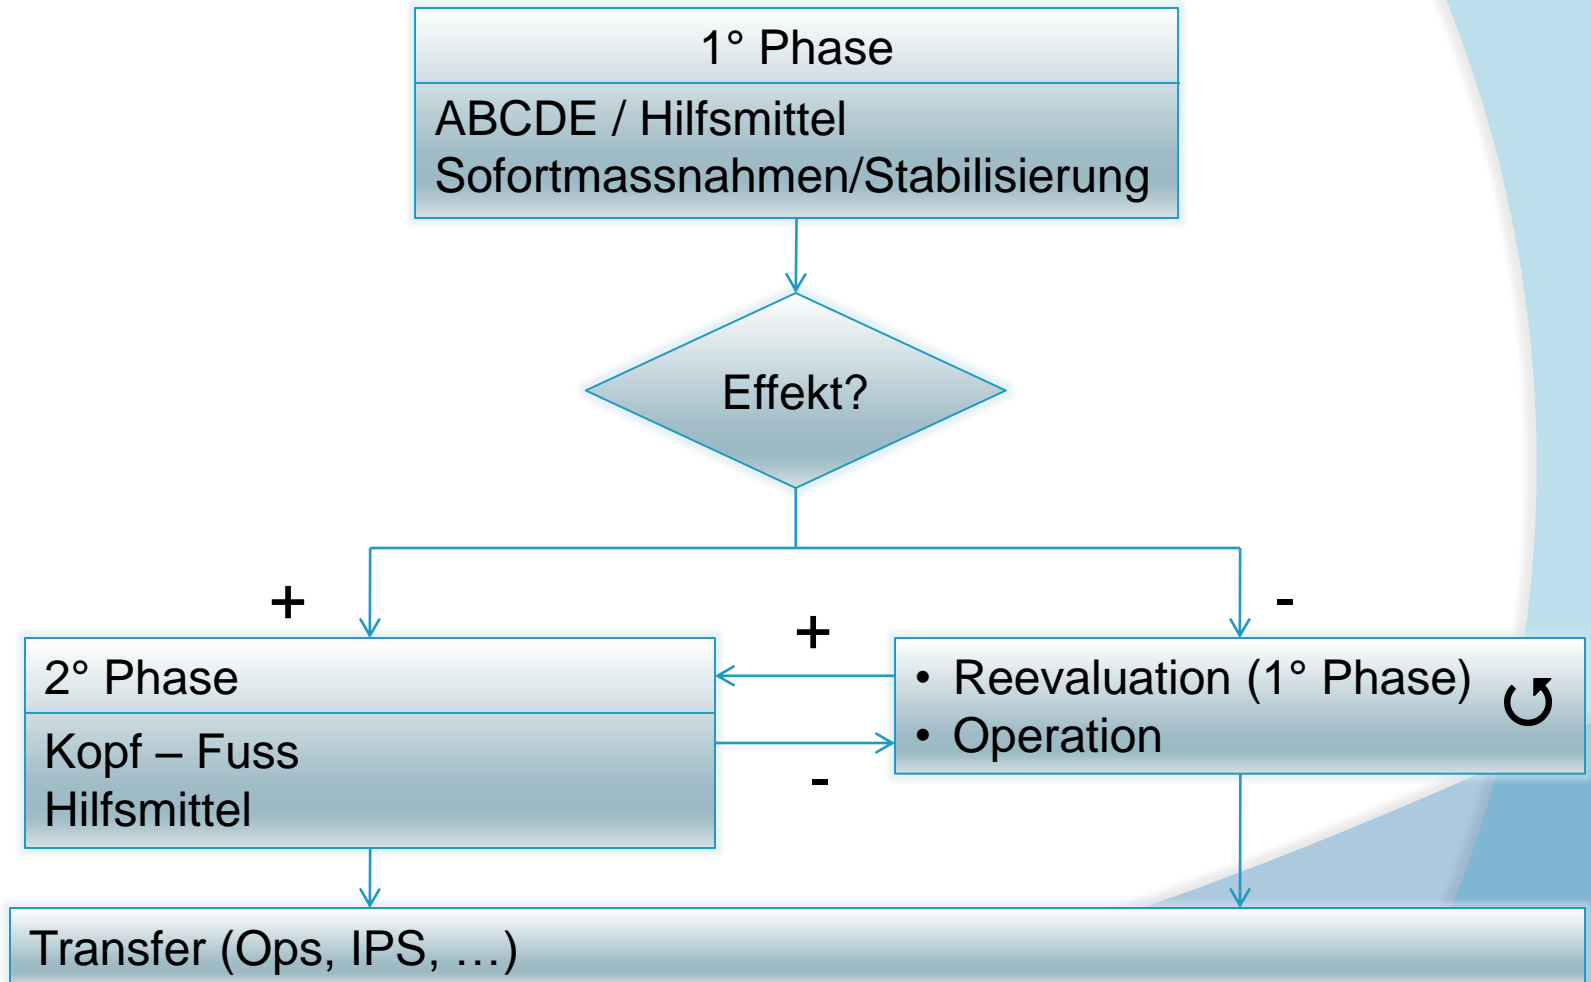 1° Phase
ABCDE / Hilfsmittel
Sofortmassnahmen/Stabilisierung
Effekt?
+
-
+
2° Phase
Kopf – Fuss
Hilfsmittel
• Reevaluation (1° Phase)
• Operation
-
Transfer (Ops, IPS, …)